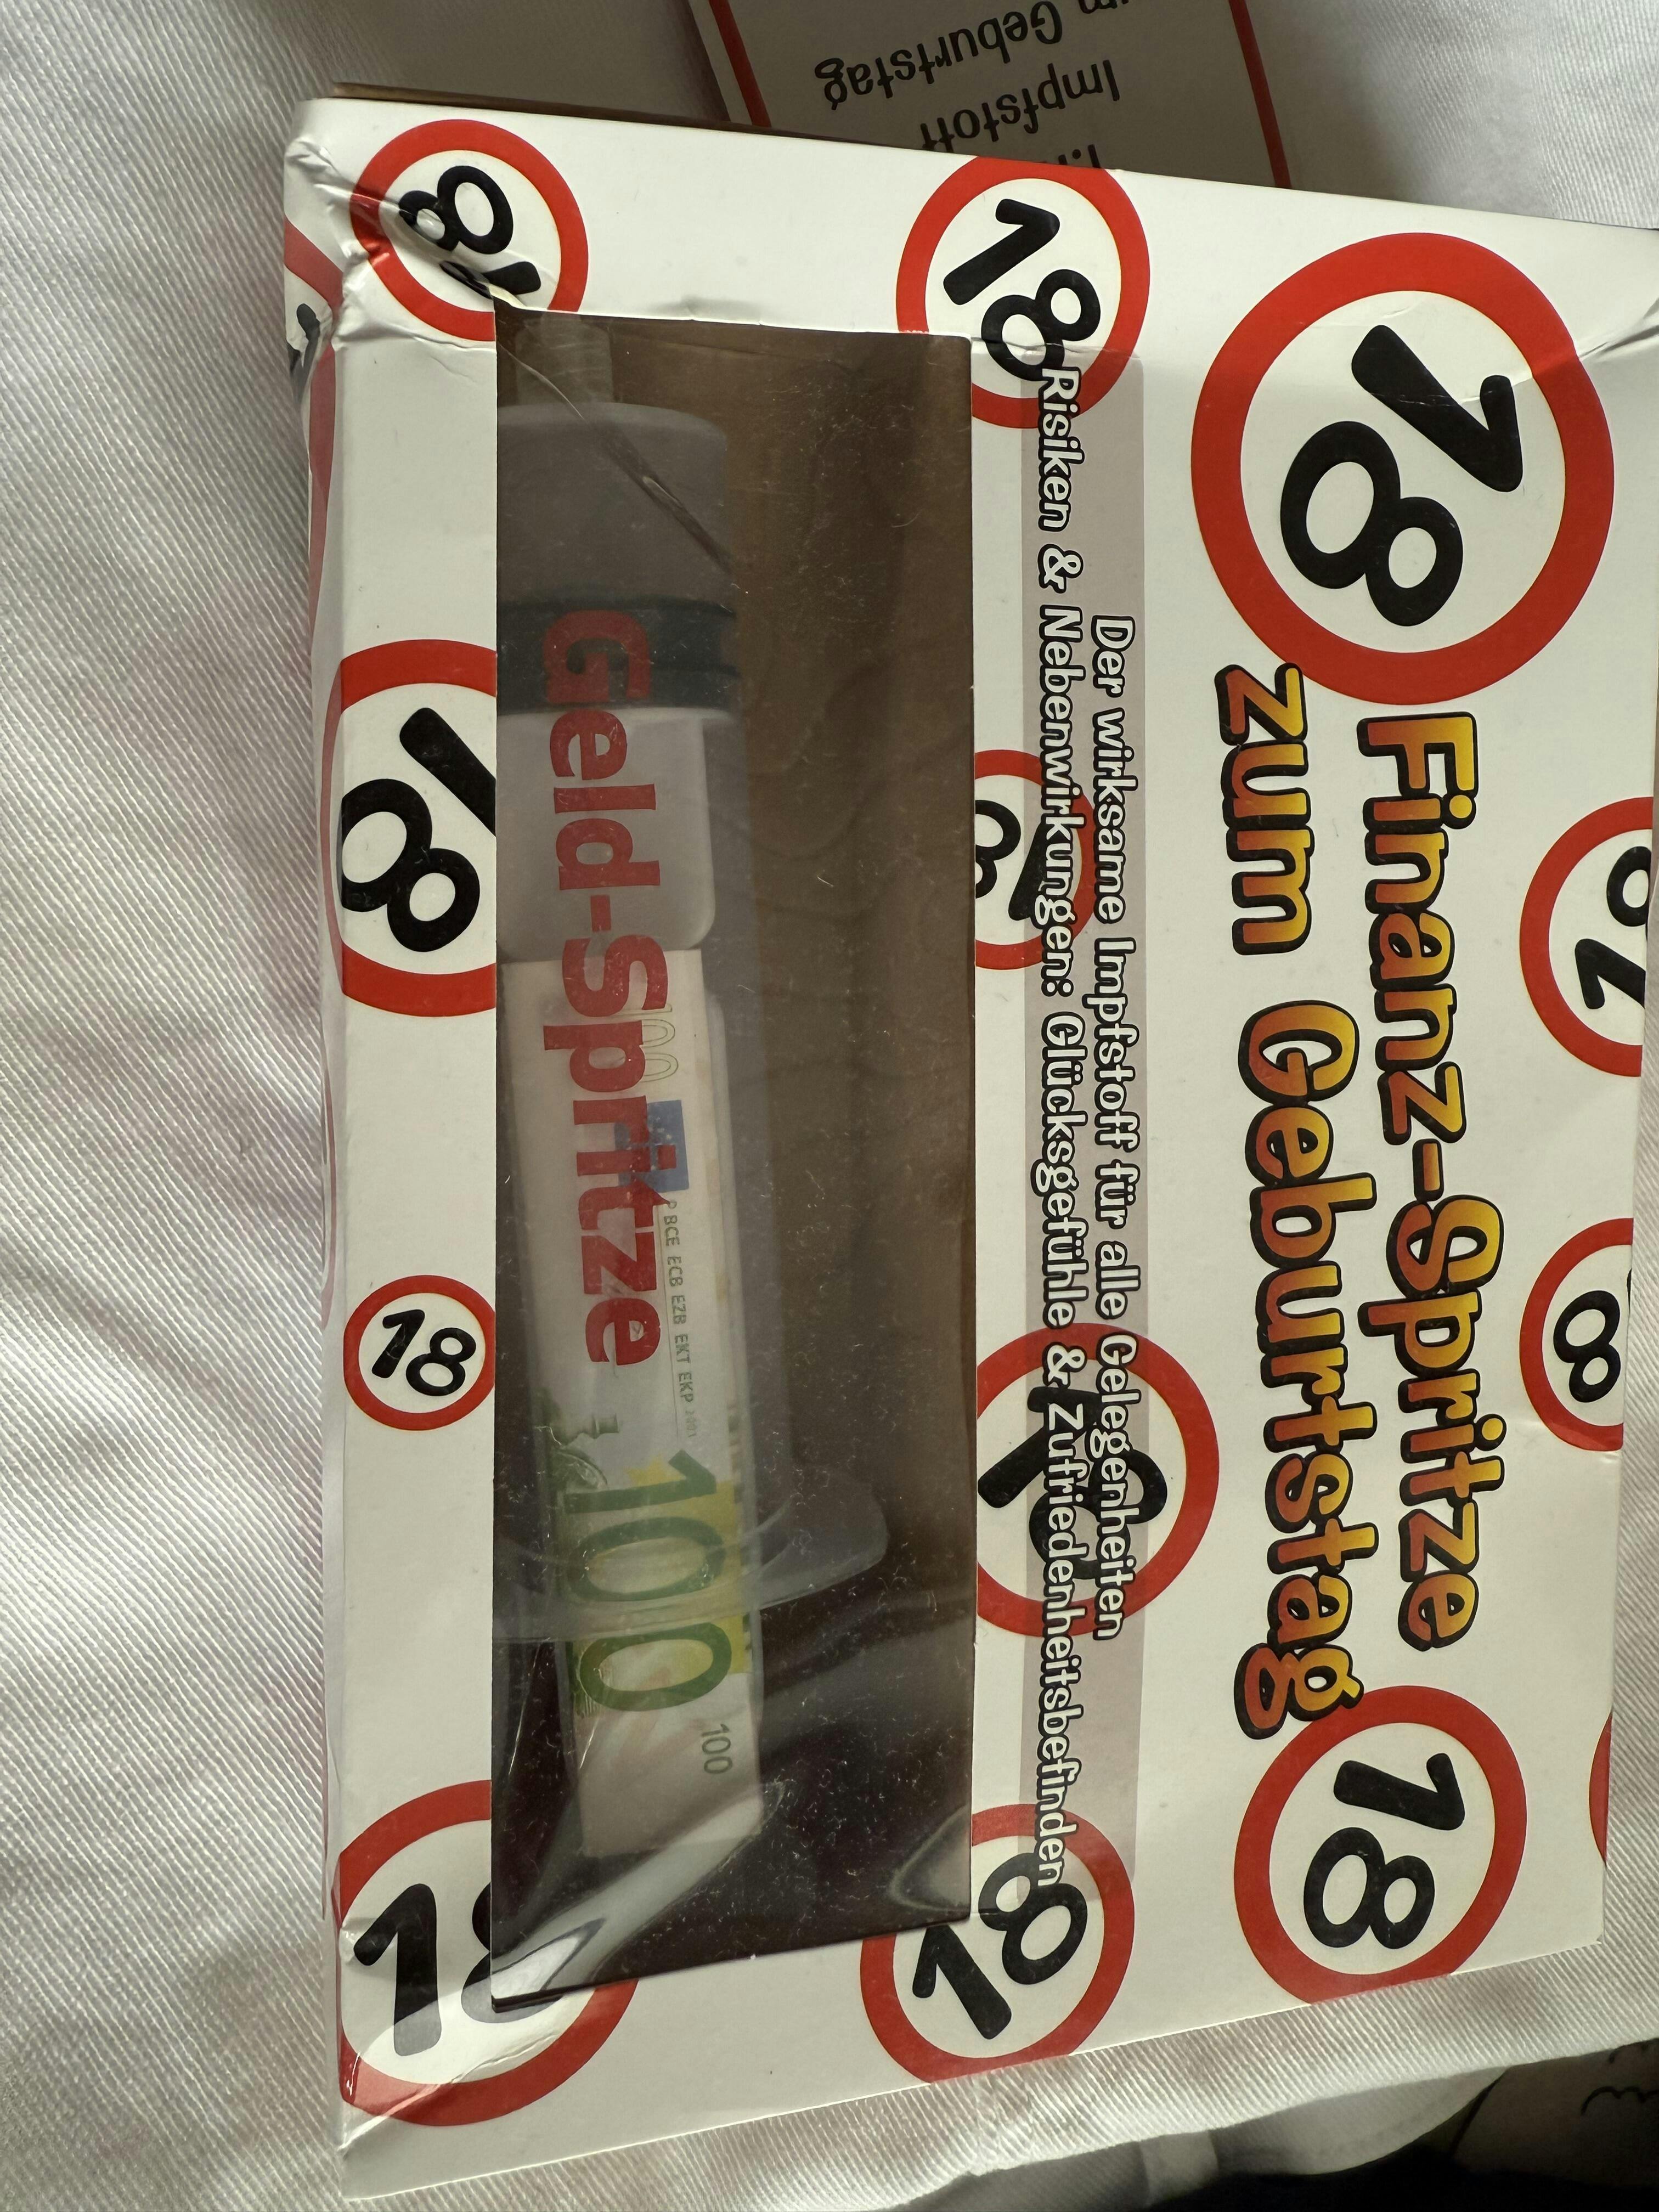 Impfstoff
Geburtstag
18
18
18
Finanz-Spritze
zum Geburtstag
18
Der wirksame Impfstoff für alle Gelegenheiten
Risiken & Nebenwirkungen: Glücksgefühle & Zufriedenheitsbefinden
18
18
18
18
Geld-Spritze
100
BCE ECB EZB EKT EKP
100
100